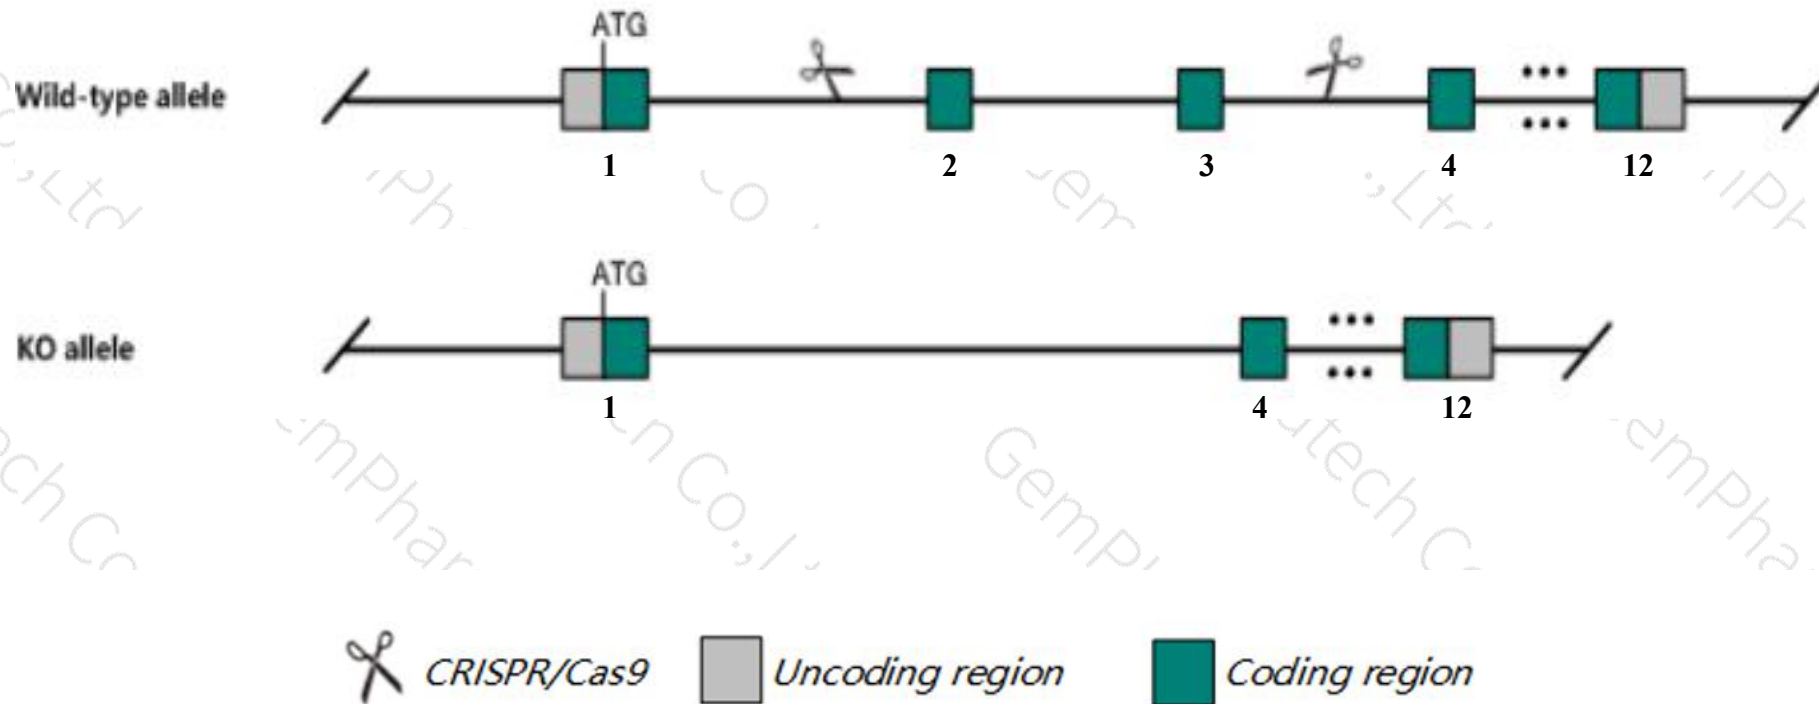 ATG
Wild-type allele
1 2 3 4 12
ATG
KO allele
1 4 12
CRISPR/Cas9 Uncoding region Coding region